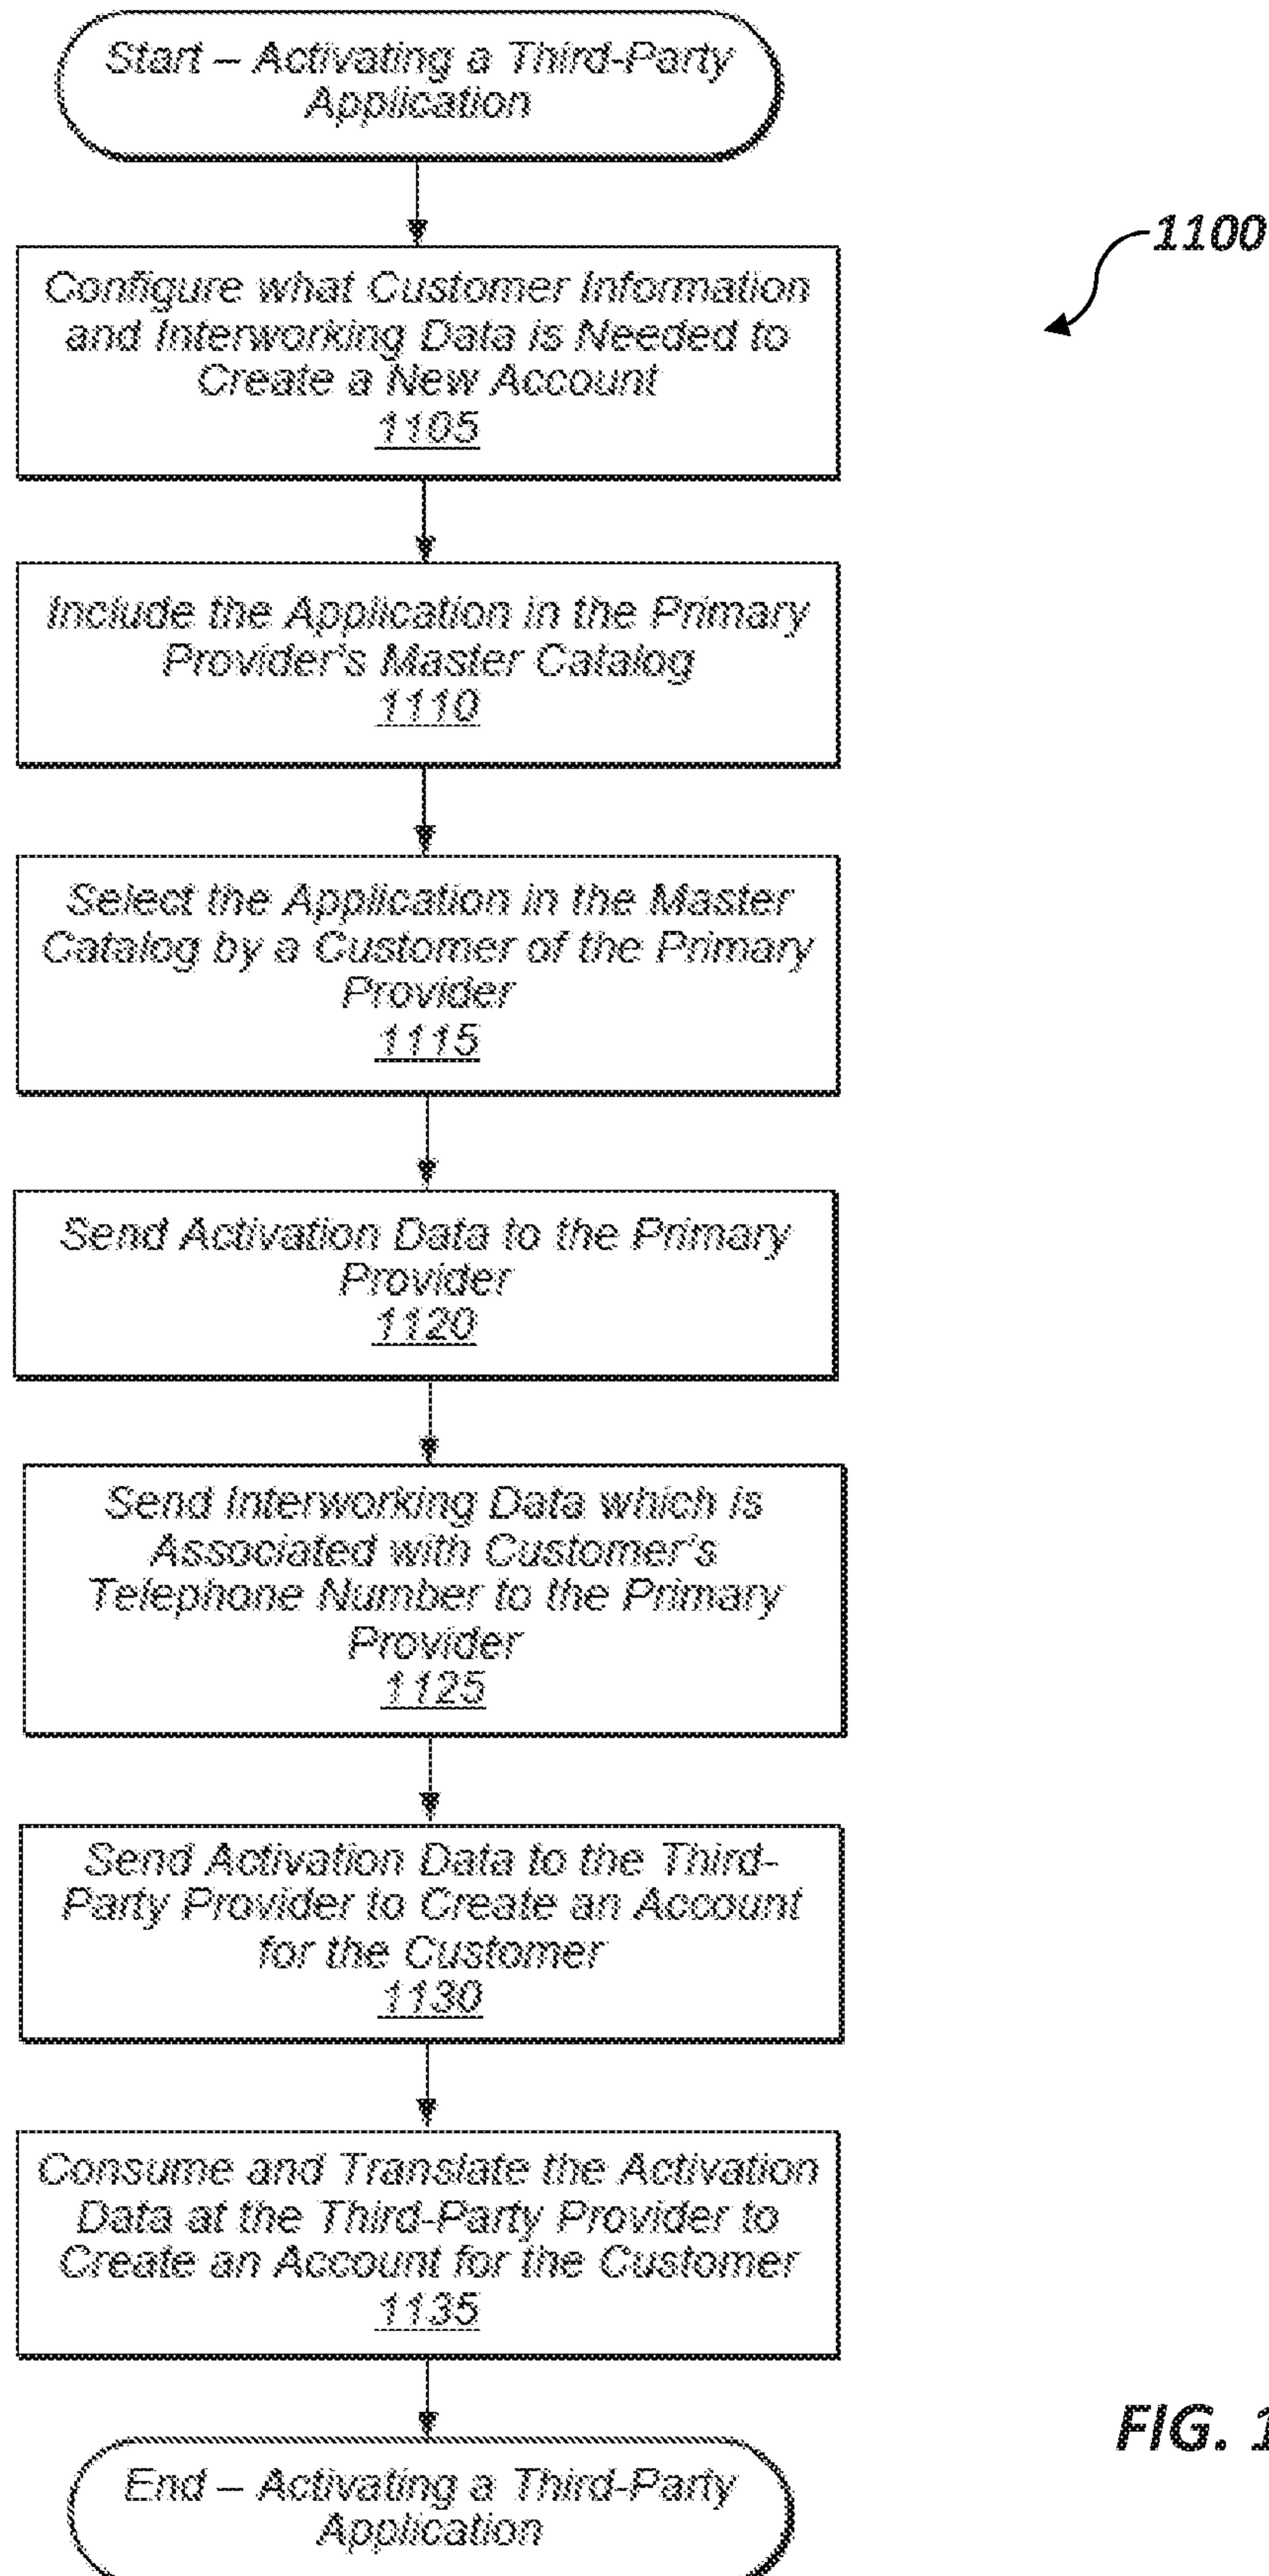 Start – Activating a Third-Party
Application
1100
Configure what Customer Information
and Interworking Data is Needed to
Create a New Account
1105
Include the Application in the Primary
Provider's Master Catalog
1110
Select the Application in the Master
Catalog by a Customer of the Primary
Provider
1115
Send Activation Data to the Primary
Provider
1120
Send Interworking Data which is
Associated with Customer's
Telephone Number to the Primary
Provider
1125
Send Activation Data to the Third-
Party Provider to Create an Account
for the Customer
1130
Consume and Translate the Activation
Data at the Third-Party Provider to
Create an Account for the Customer
1135
FIG. 1
End – Activating a Third-Party
Application